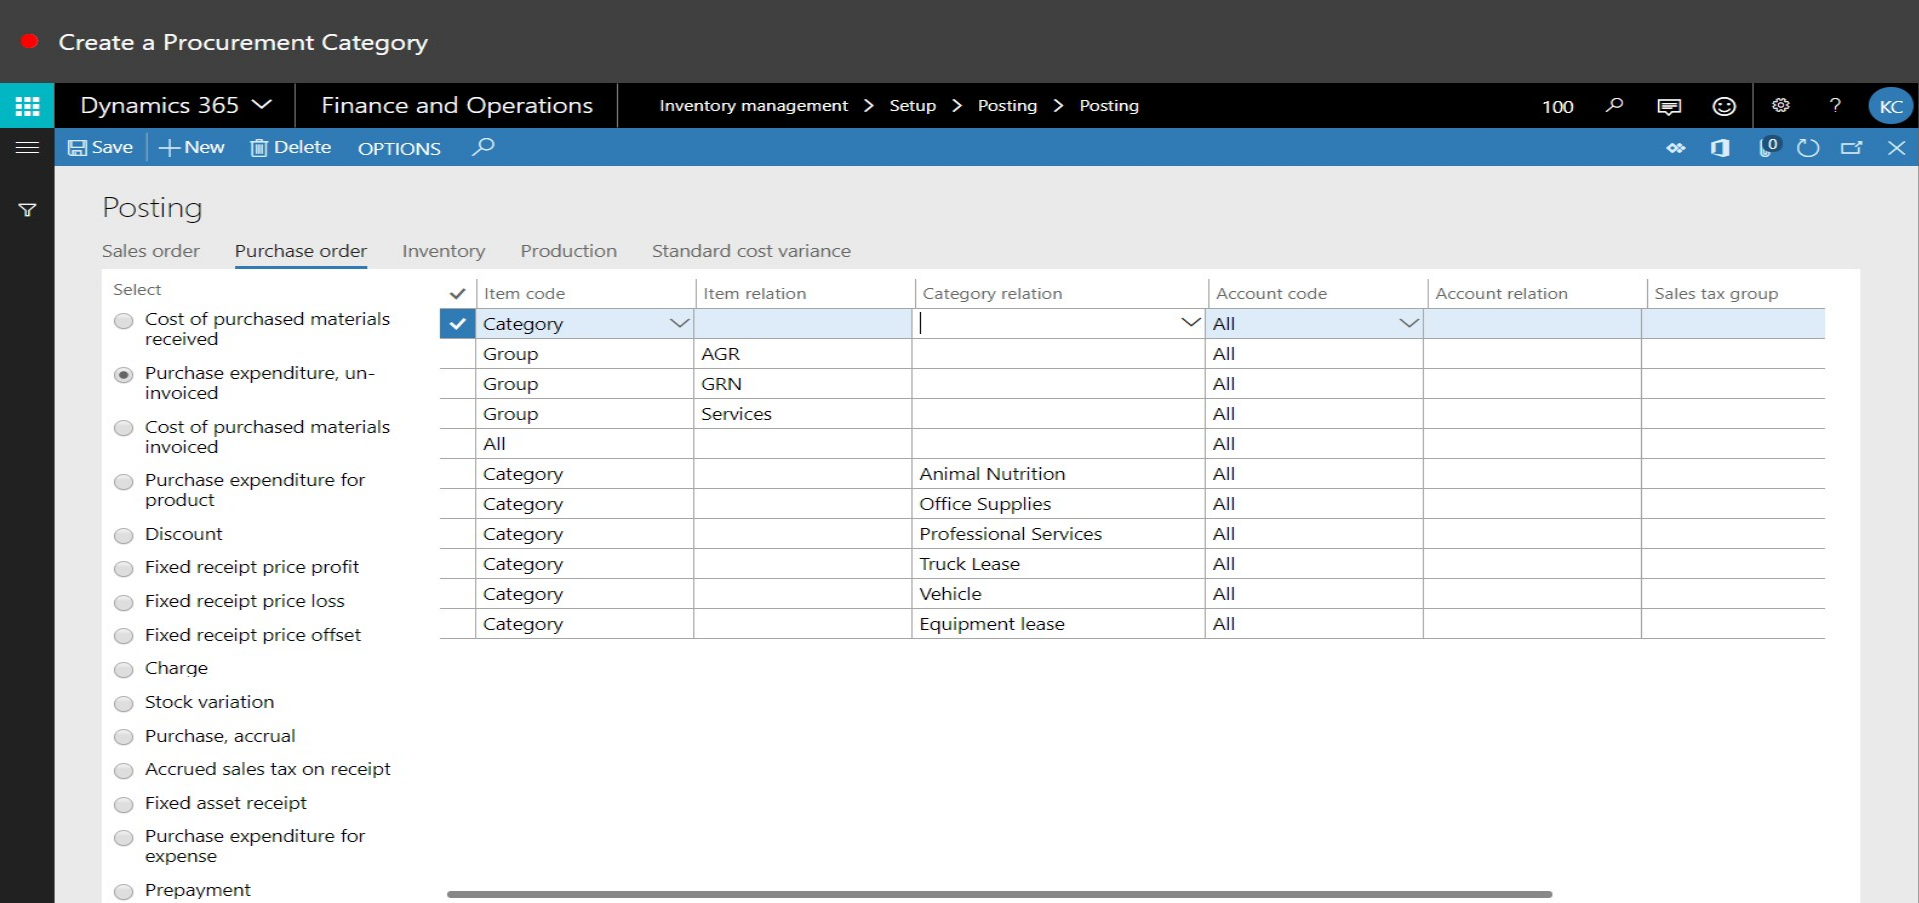 Create a Procurement Category
Dynamics 365 Finance and Operations Inventory management > Setup > Posting > Posting 100 ? KC
Save New Delete OPTIONS 0
Posting
Sales order Purchase order Inventory Production Standard cost variance
Select
Cost of purchased materials
received
Purchase expenditure, un-
invoiced
Cost of purchased materials
invoiced
Purchase expenditure for
product
Discount
Fixed receipt price profit
Fixed receipt price loss
Fixed receipt price offset
Charge
Stock variation
Purchase, accrual
Accrued sales tax on receipt
Fixed asset receipt
Purchase expenditure for
expense
Prepayment
Item code Item relation Category relation Account code Account relation Sales tax group
Category All
Group AGR All
Group GRN All
Group Services All
All All
Category Animal Nutrition All
Category Office Supplies All
Category Professional Services All
Category Truck Lease All
Category Vehicle All
Category Equipment lease All